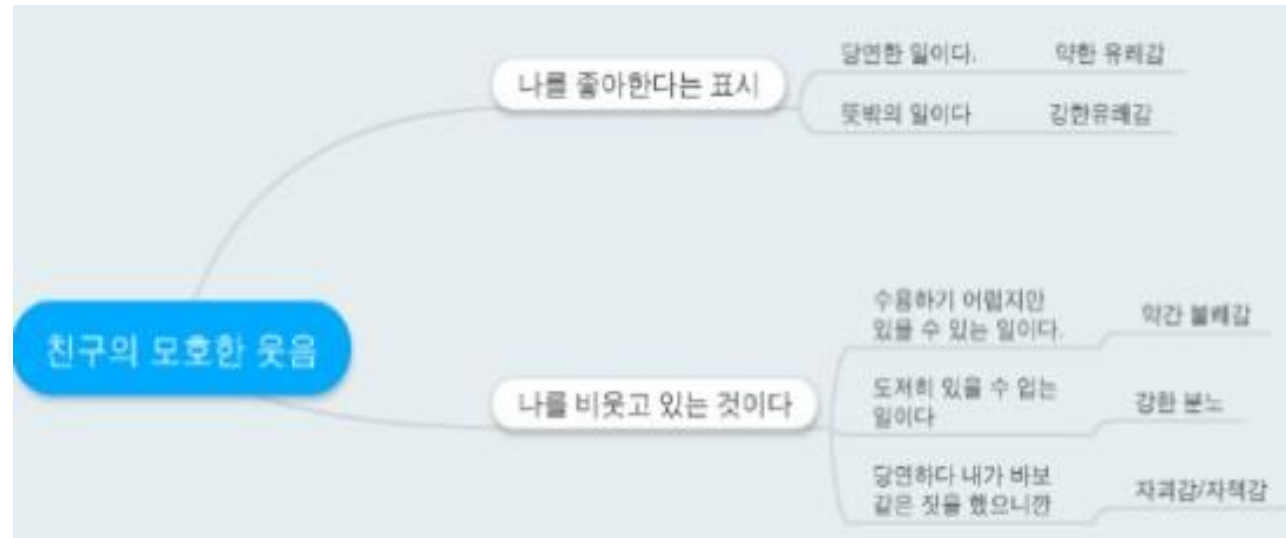 나를 좋아한다는 표시
당연한 일이다. 약한 유쾌감
뜻밖의 일이다 강한유쾌감
친구의 모호한 웃음
나를 비웃고 있는 것이다
수용하기 어렵지만
있을 수 있는 일이다.
약간 불쾌감
도저히 있을 수 입는
일이다
강한 분노
당연하다 내가 바보
같은 짓을 했으니깐
자괴감/자책감